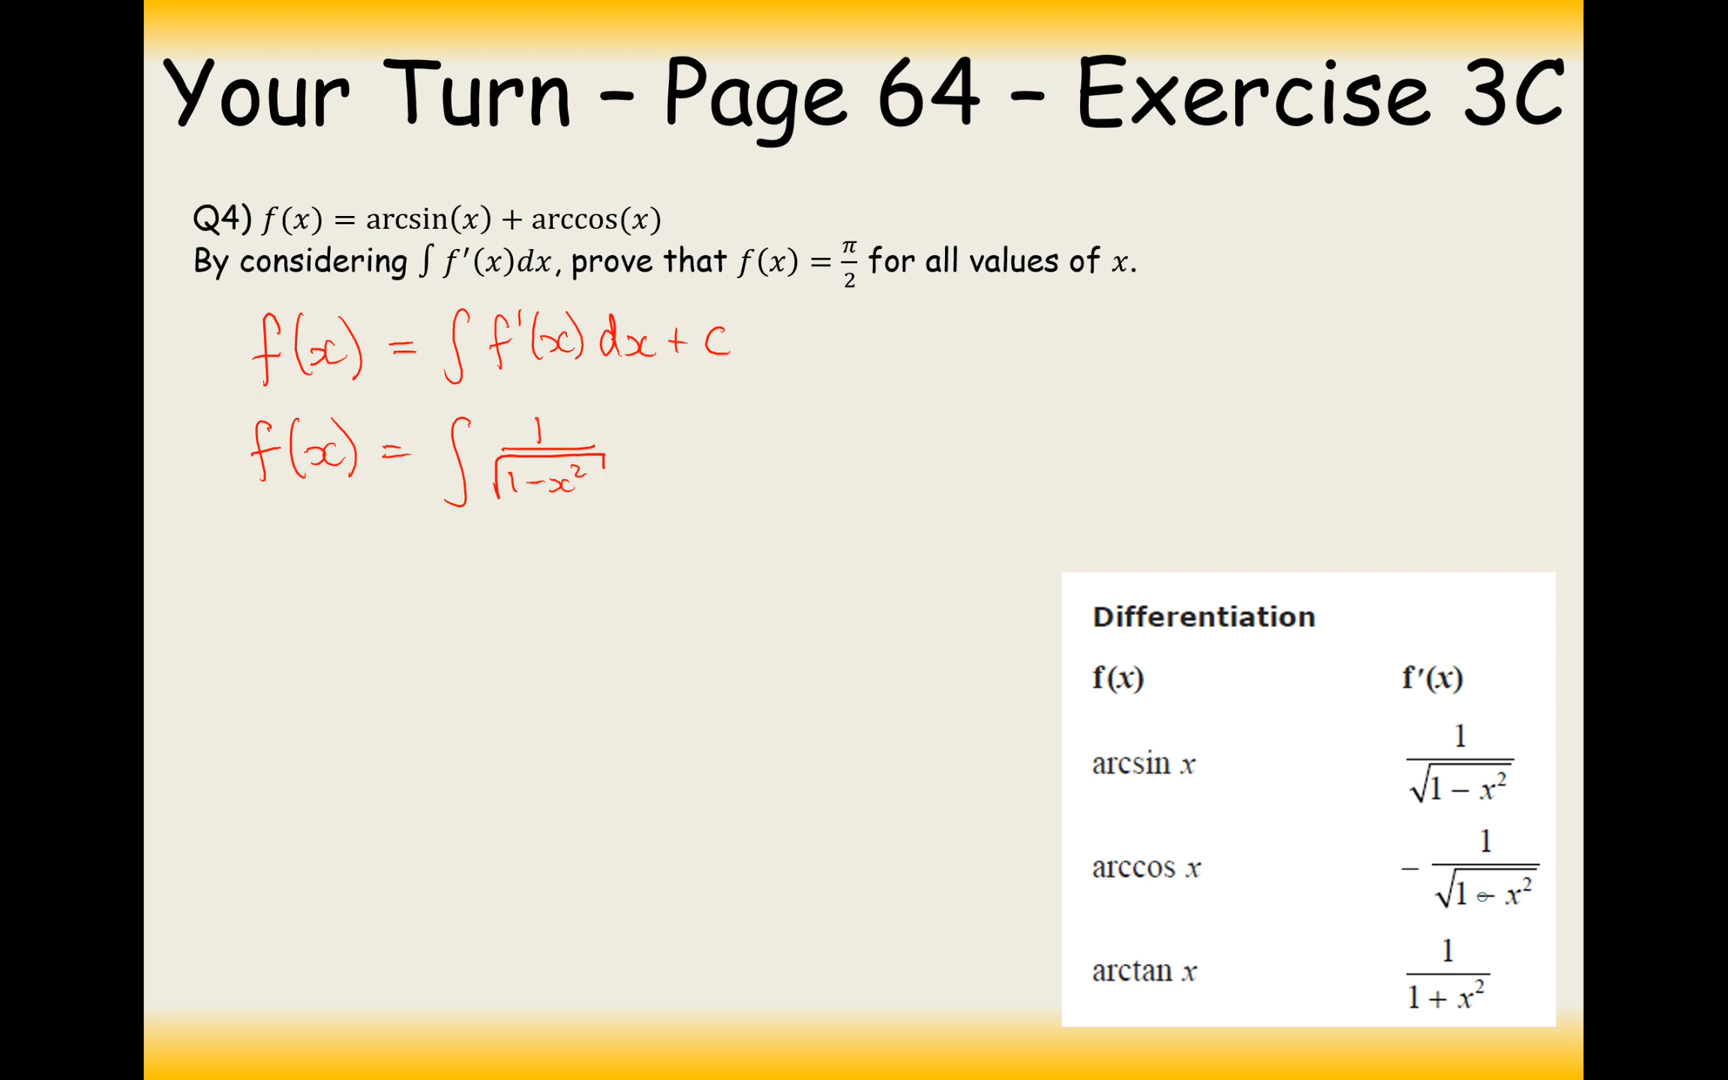 Your Turn – Page 64 – Exercise 3C
Q4) f(x) = arcsin(x) + arccos(x)
By considering ∫ f′(x)dx, prove that f(x) = π/2 for all values of x.
f(x) = ∫ f'(x) dx + c
f(x) = ∫ 1/√(1-x²)
Differentiation
f(x) f′(x)
arcsin x 1/√(1 – x²)
arccos x – 1/√(1 – x²)
arctan x 1/(1 + x²)